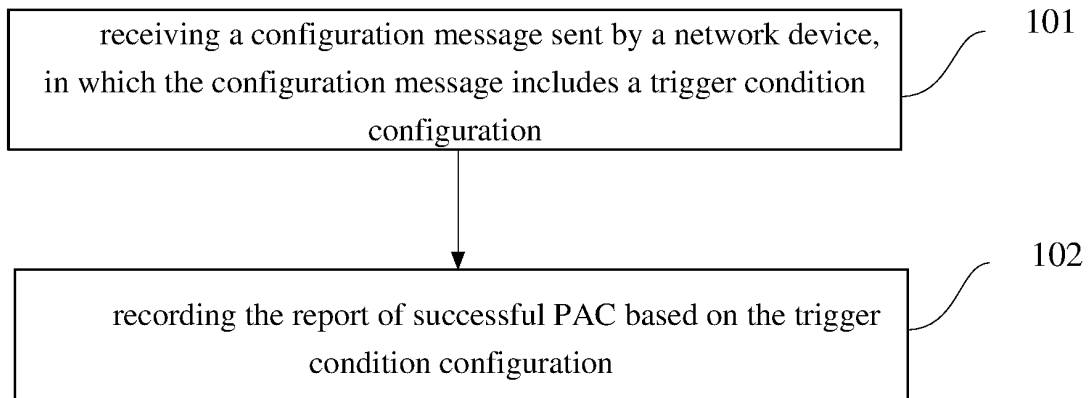 receiving a configuration message sent by a network device,
in which the configuration message includes a trigger condition
configuration
101
recording the report of successful PAC based on the trigger
condition configuration
102